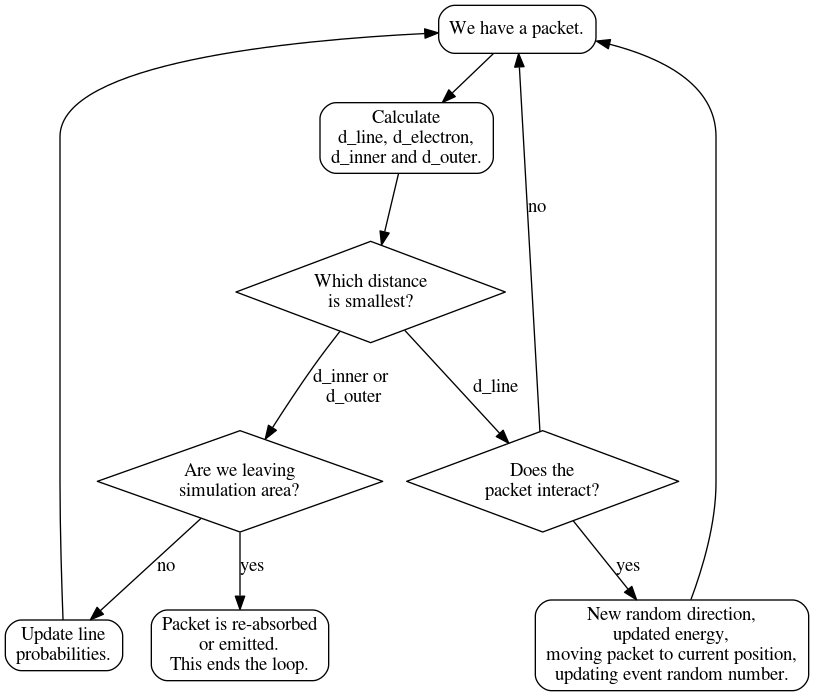 We have a packet.
Calculate
d_line, d_electron,
d_inner and d_outer.
no
Which distance
is smallest?
d_inner or
d_outer
d_line
Are we leaving
simulation area?
Does the
packet interact?
no
yes
yes
Update line
probabilities.
Packet is re-absorbed
or emitted.
This ends the loop.
New random direction,
updated energy,
moving packet to current position,
updating event random number.